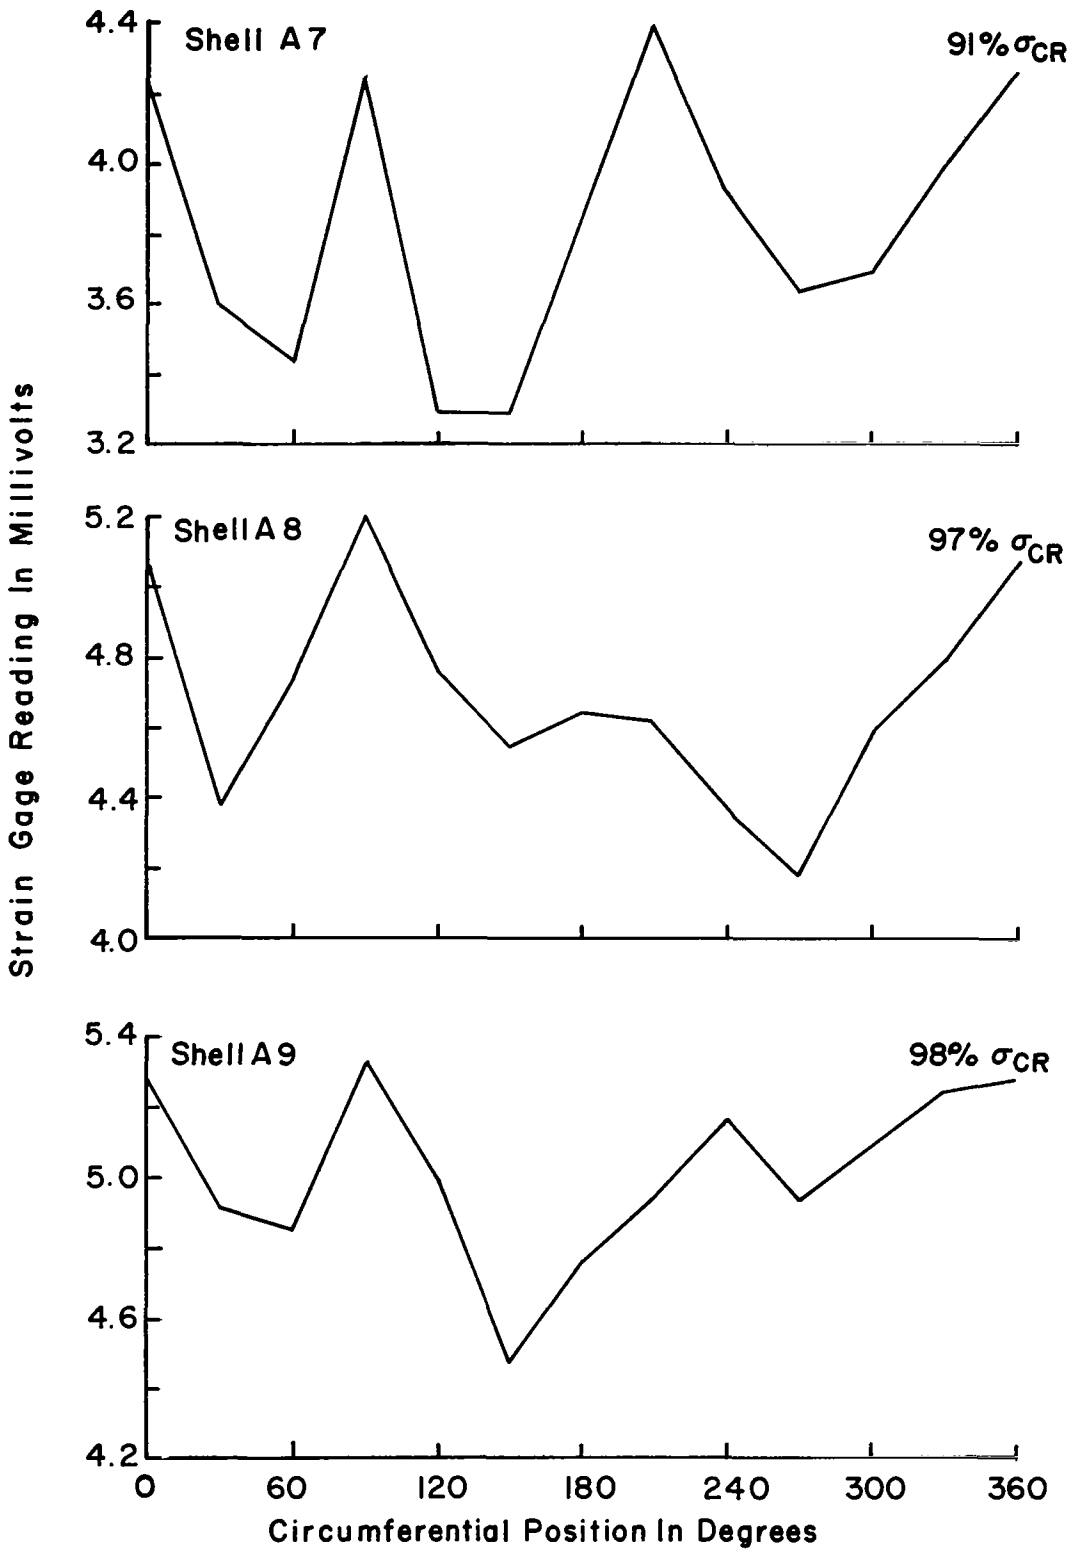 4.4
Shell A7
91% σCR
4.0
3.6
3.2
5.2
Shell A8
97% σCR
4.8
4.4
4.0
5.4
Shell A9
98% σCR
5.0
4.6
4.2
0 60 120 180 240 300 360
Circumferential Position In Degrees
Strain Gage Reading In Millivolts